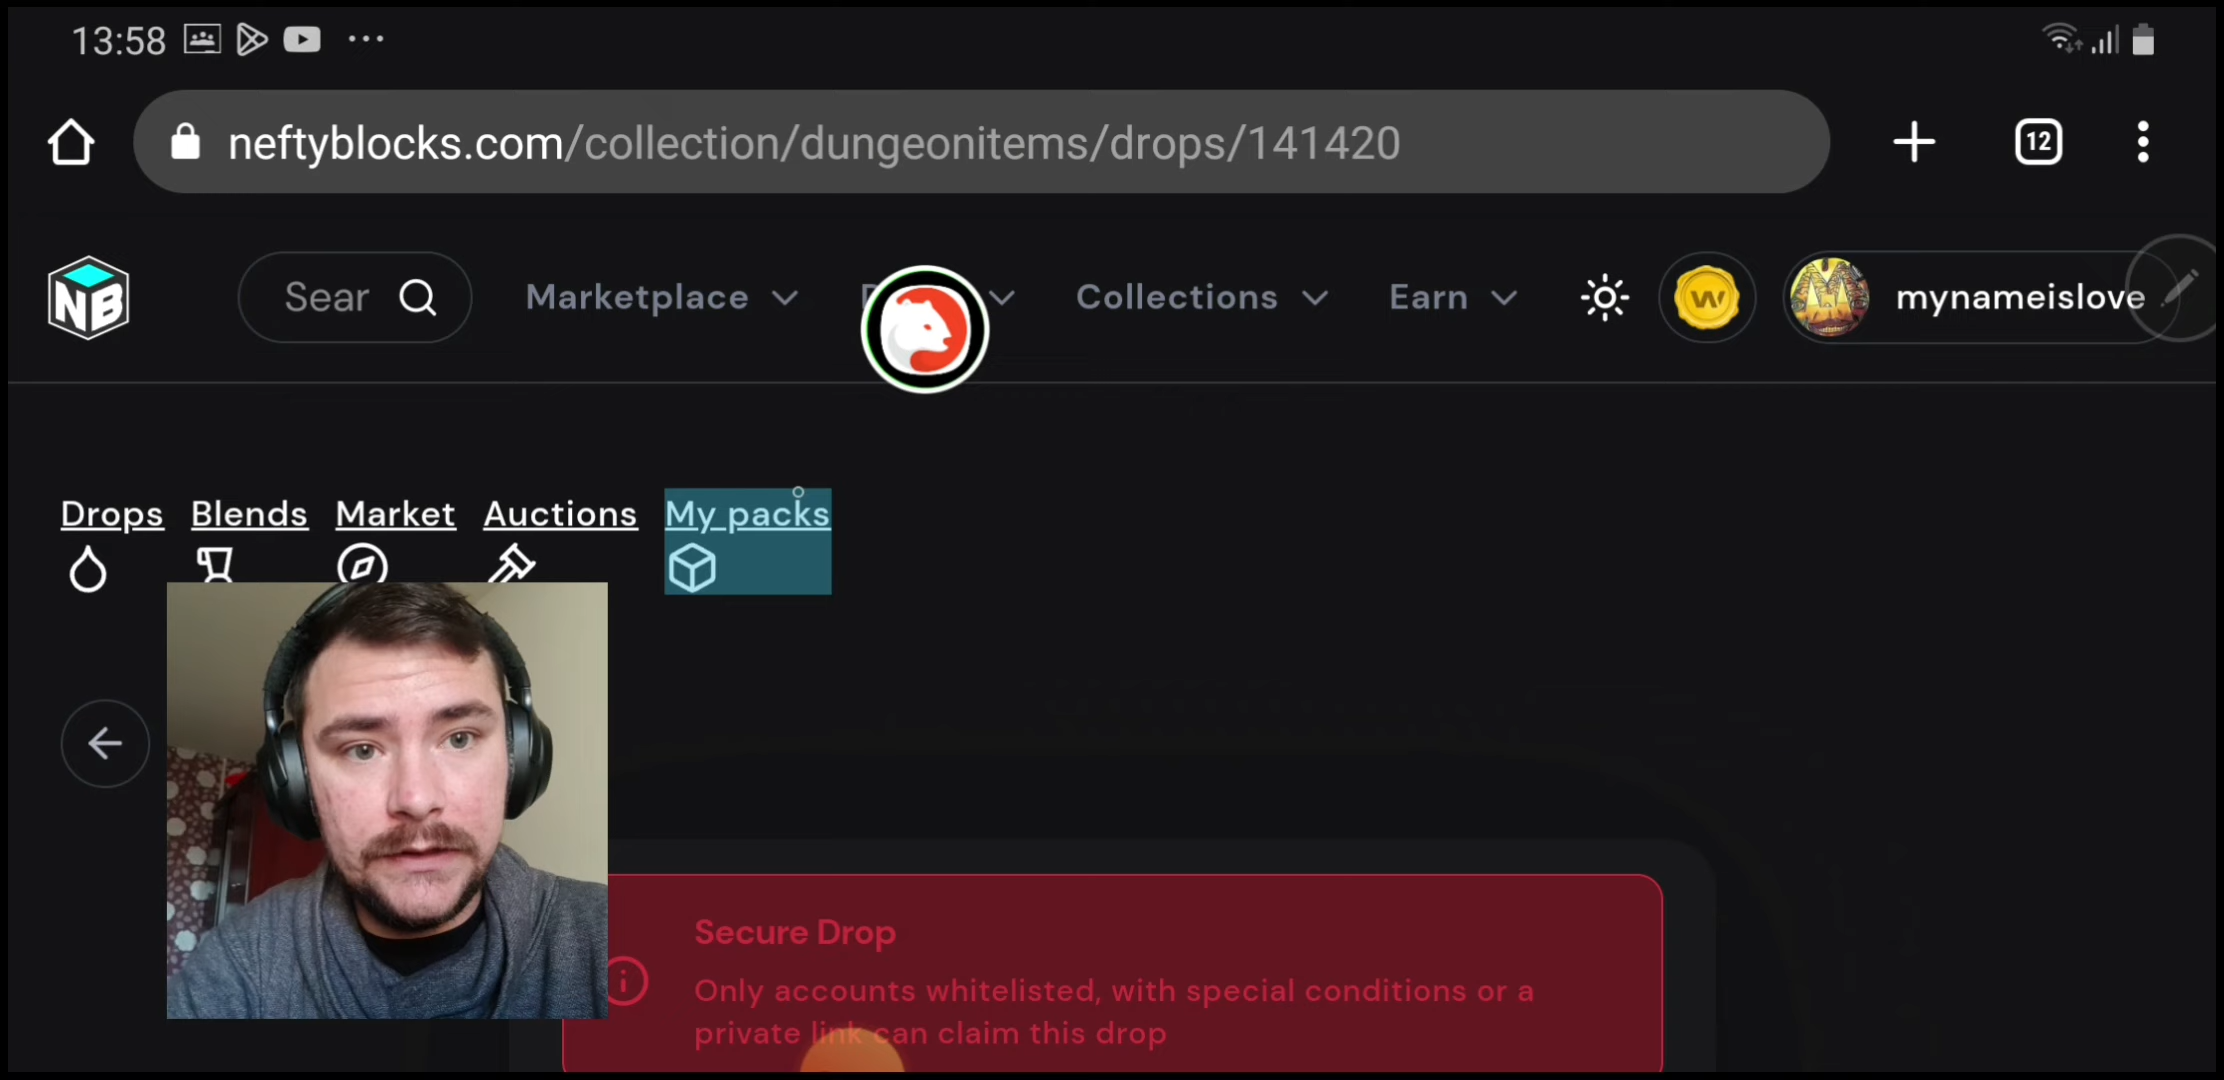 13:58
neftyblocks.com/collection/dungeonitems/drops/141420
12
NB
Sear
Marketplace
Collections
Earn
W
mynameislove
Drops
Blends
Market
Auctions
My packs
Secure Drop
Only accounts whitelisted, with special conditions or a
private link can claim this drop